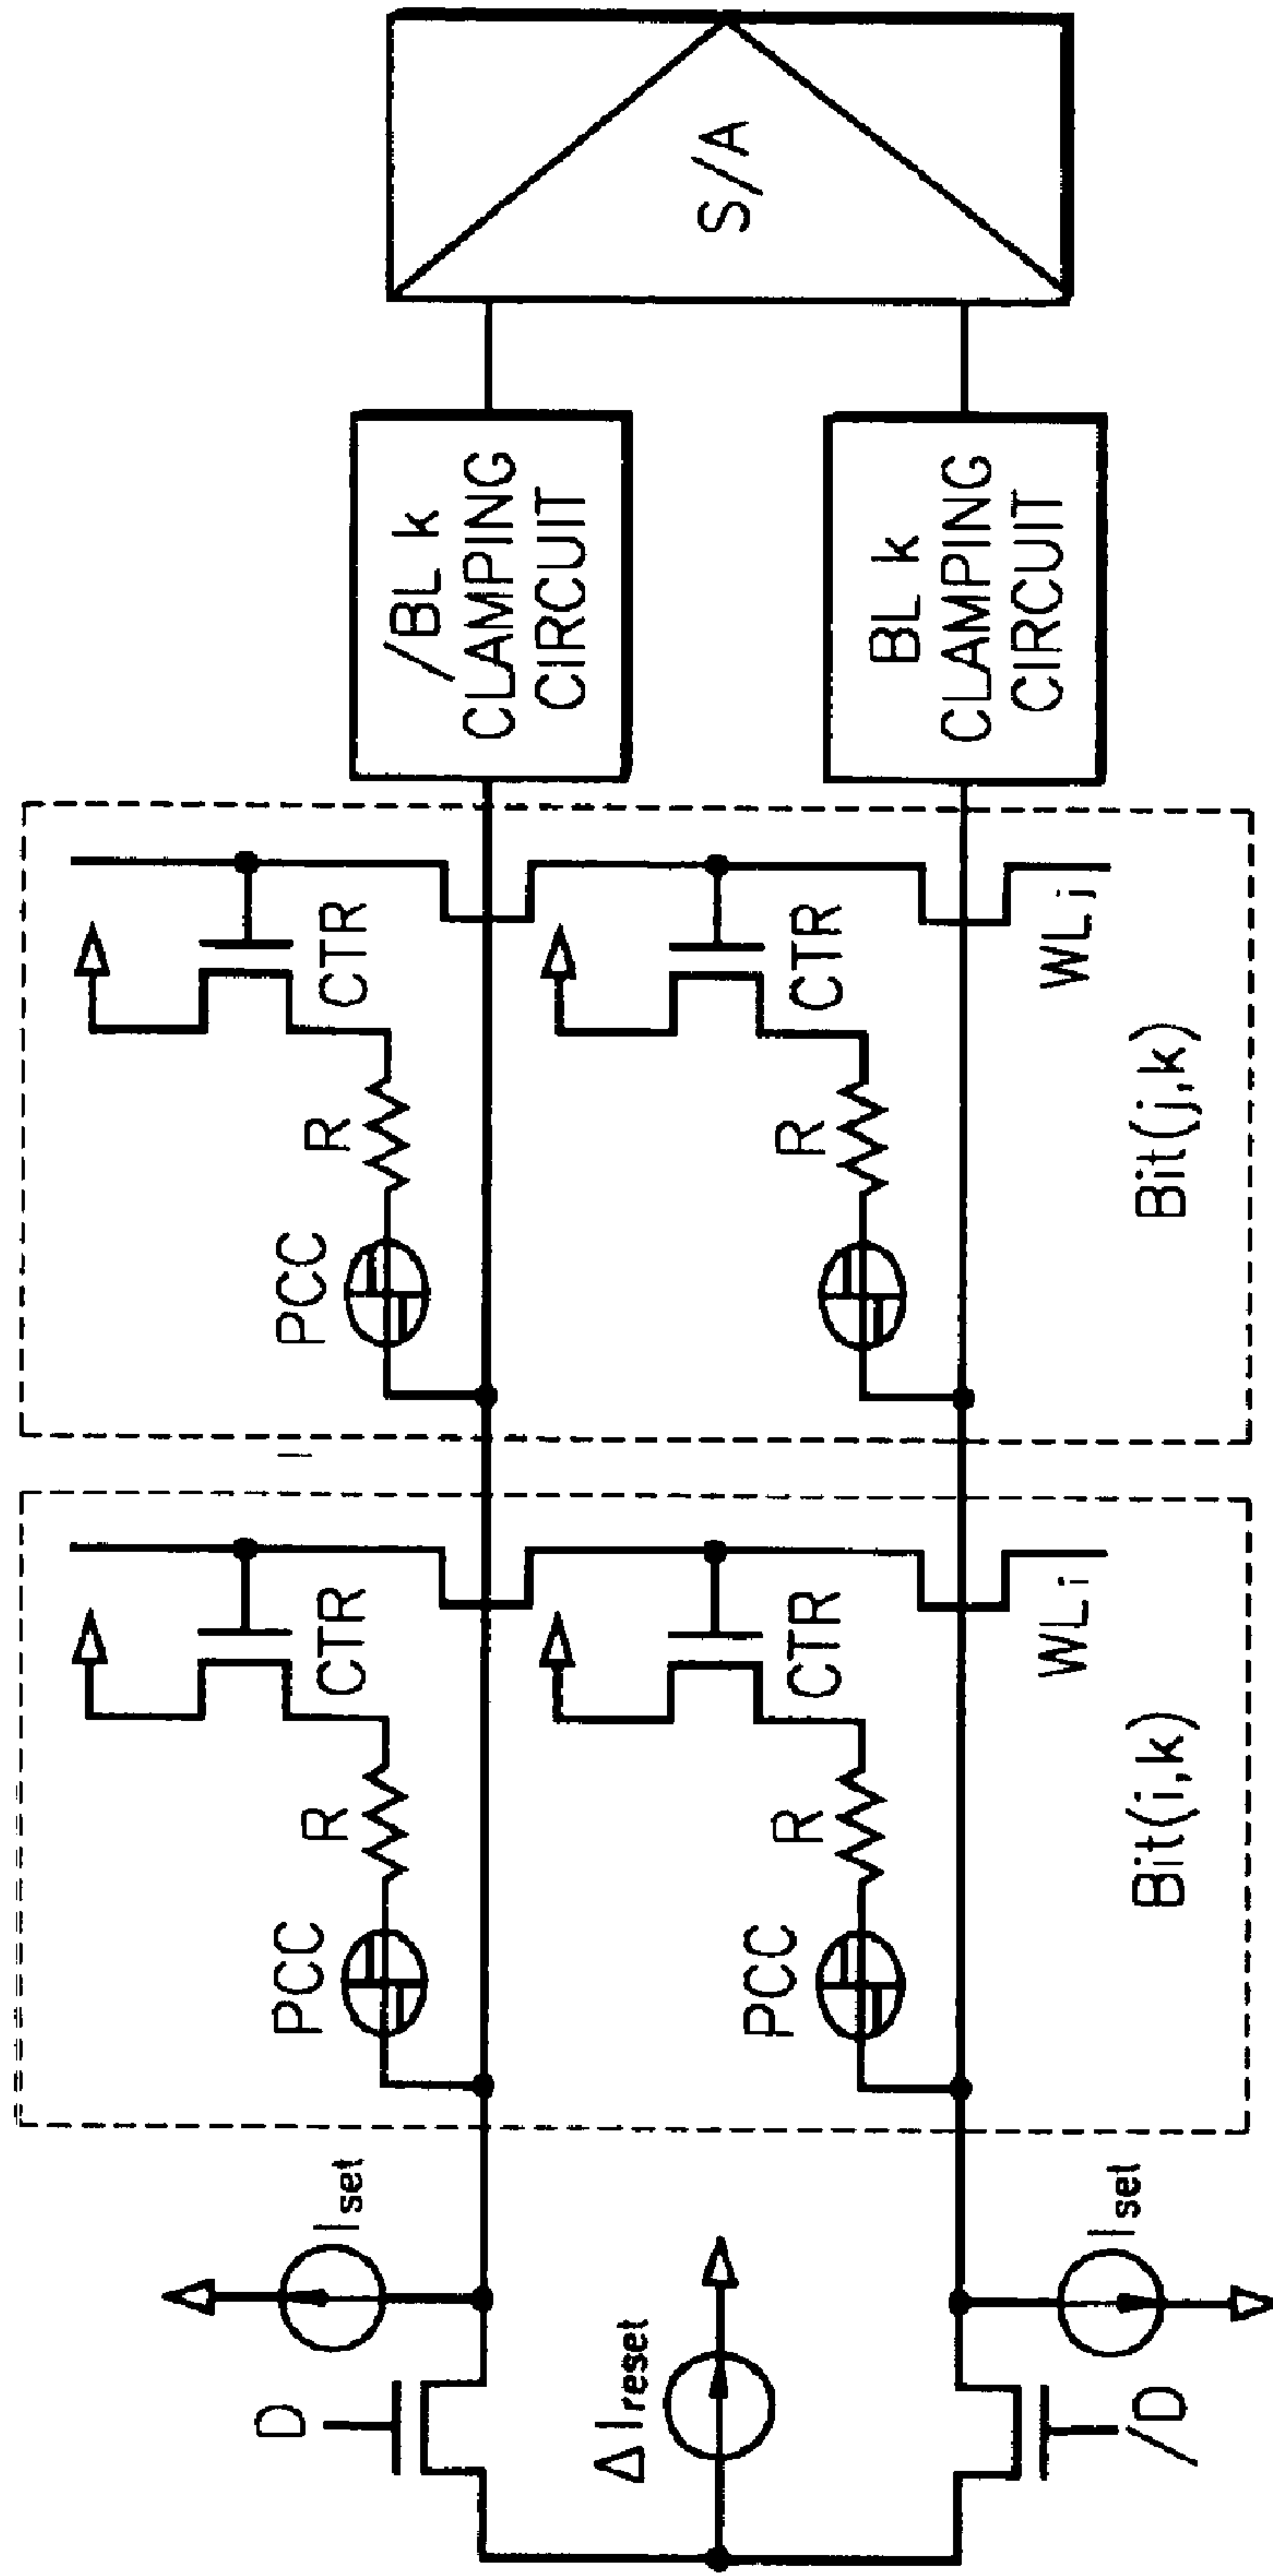 D
Iset
PCC
R
CTR
PCC
R
CTR
/BL k
CLAMPING
CIRCUIT
ΔIreset
S/A
PCC
R
CTR
R
CTR
BL k
CLAMPING
CIRCUIT
/D
Iset
WLi
WLj
Bit(i,k)
Bit(j,k)